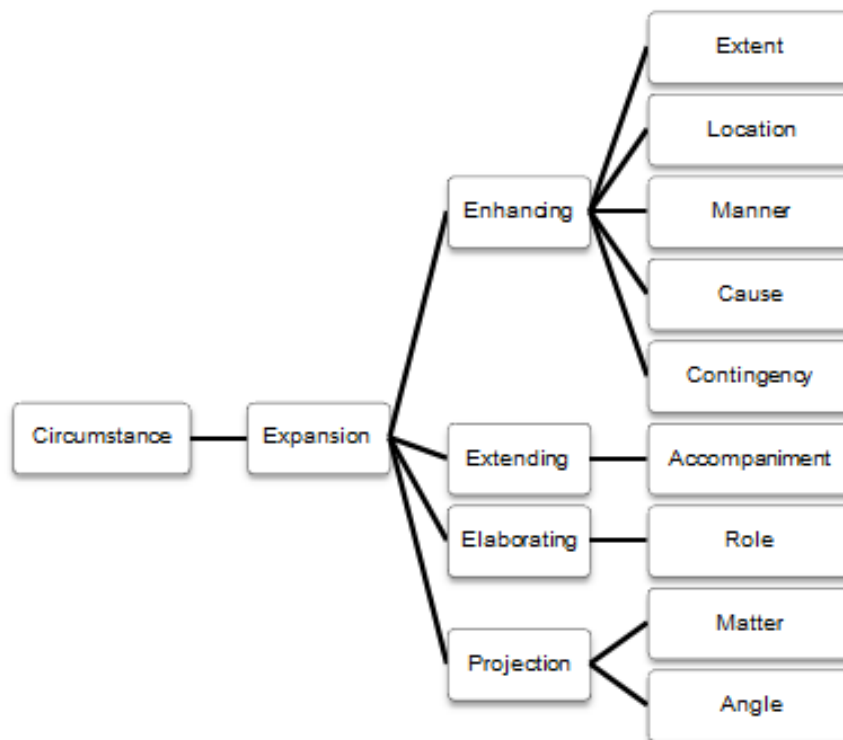 Extent
Location
Enhancing
Manner
Cause
Contingency
Circumstance
Expansion
Extending
Accompaniment
Elaborating
Role
Matter
Projection
Angle